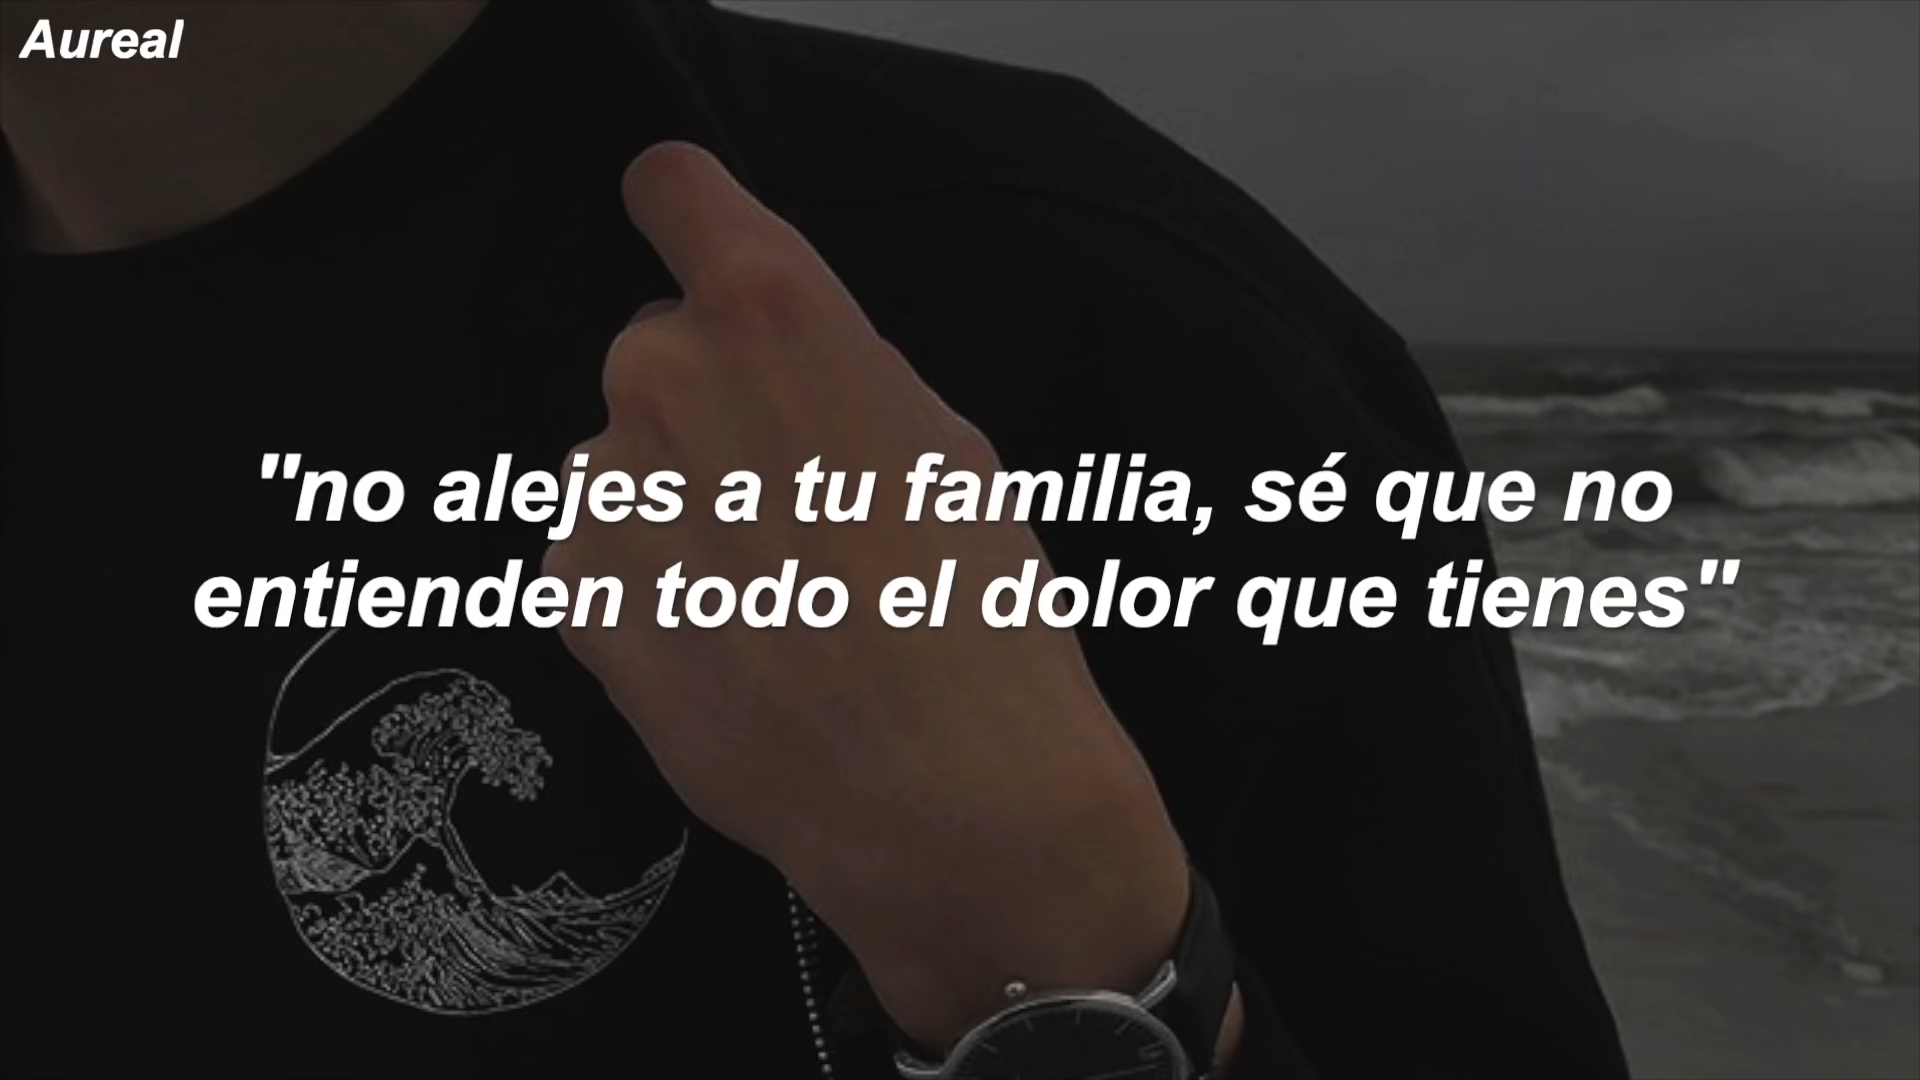 Aureal
"no alejes a tu familia, sé que no
entienden todo el dolor que tienes"